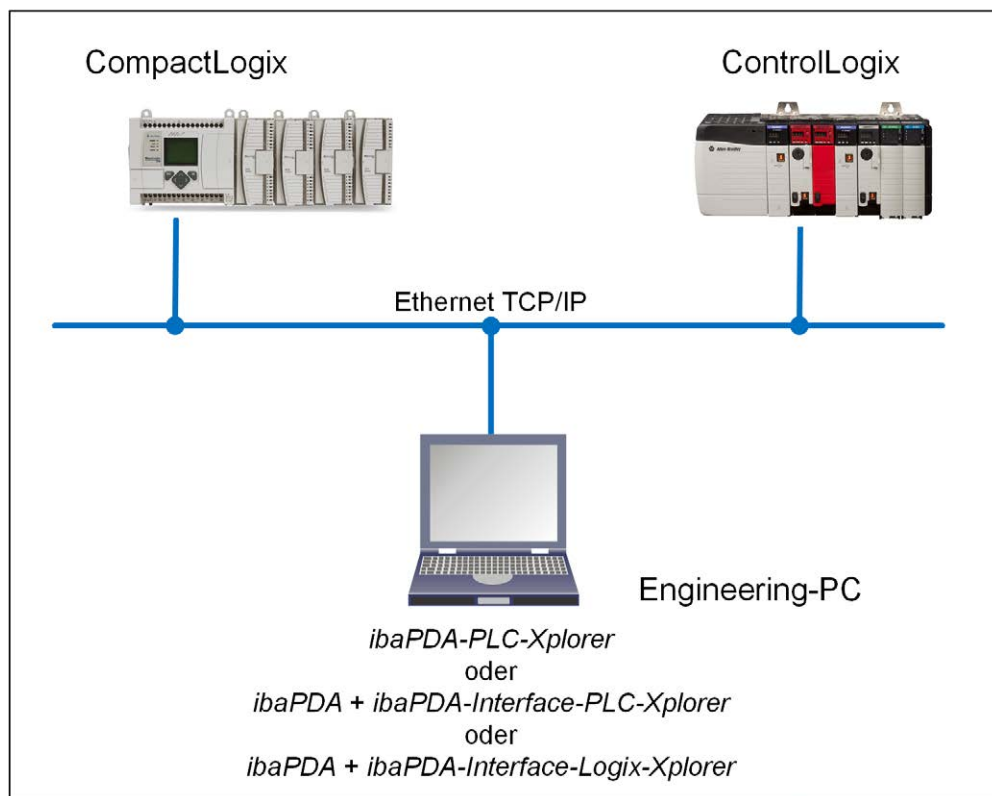 CompactLogix
ControlLogix
Ethernet TCP/IP
Engineering-PC
ibaPDA-PLC-Xplorer
oder
ibaPDA + ibaPDA-Interface-PLC-Xplorer
oder
ibaPDA + ibaPDA-Interface-Logix-Xplorer